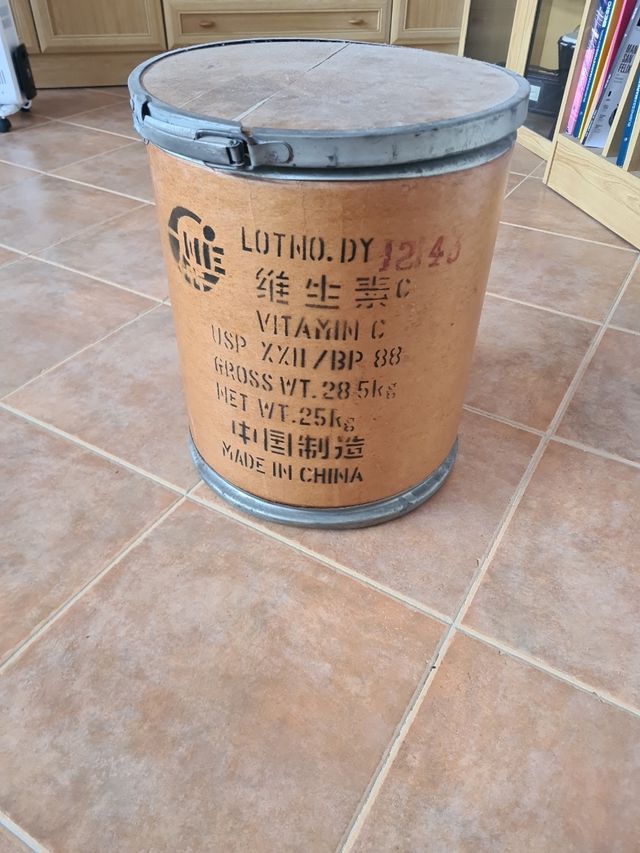 LOTNO.DY 12143
维生素C
VITAMIN C
USP XXII/BP 88
GROSS WT. 28.5kg
NET WT. 25kg
中国制造
MADE IN CHINA